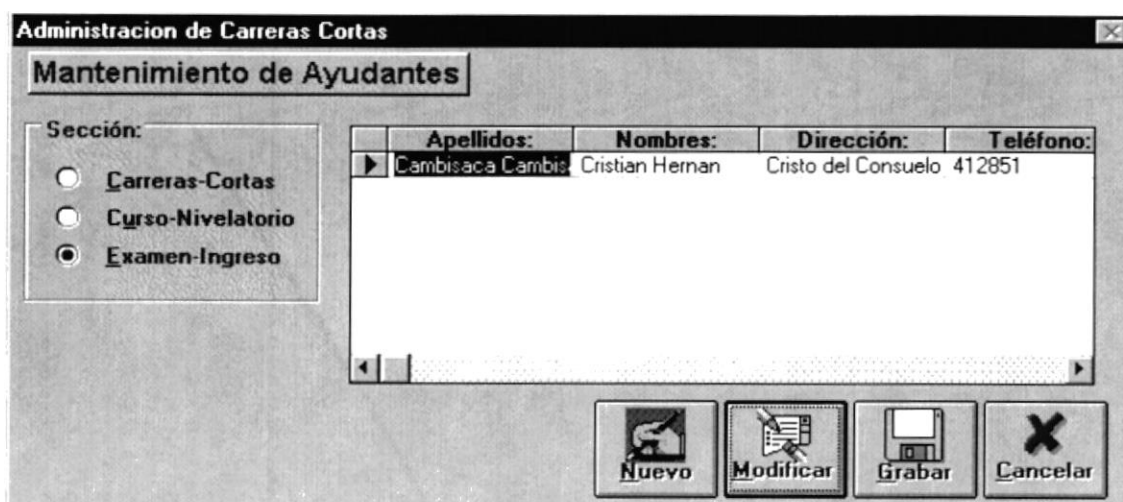 Administracion de Carreras Cortas
Mantenimiento de Ayudantes
Sección:
Carreras-Cortas
Curso-Nivelatorio
Examen-Ingreso
Apellidos: Nombres: Dirección: Teléfono:
Cambisaca Cambis Cristian Hernan Cristo del Consuelo 412851
Nuevo Modificar Grabar Cancelar